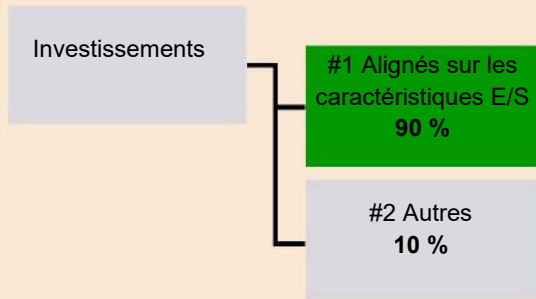 Investissements
#1 Alignés sur les
caractéristiques E/S
90 %
#2 Autres
10 %